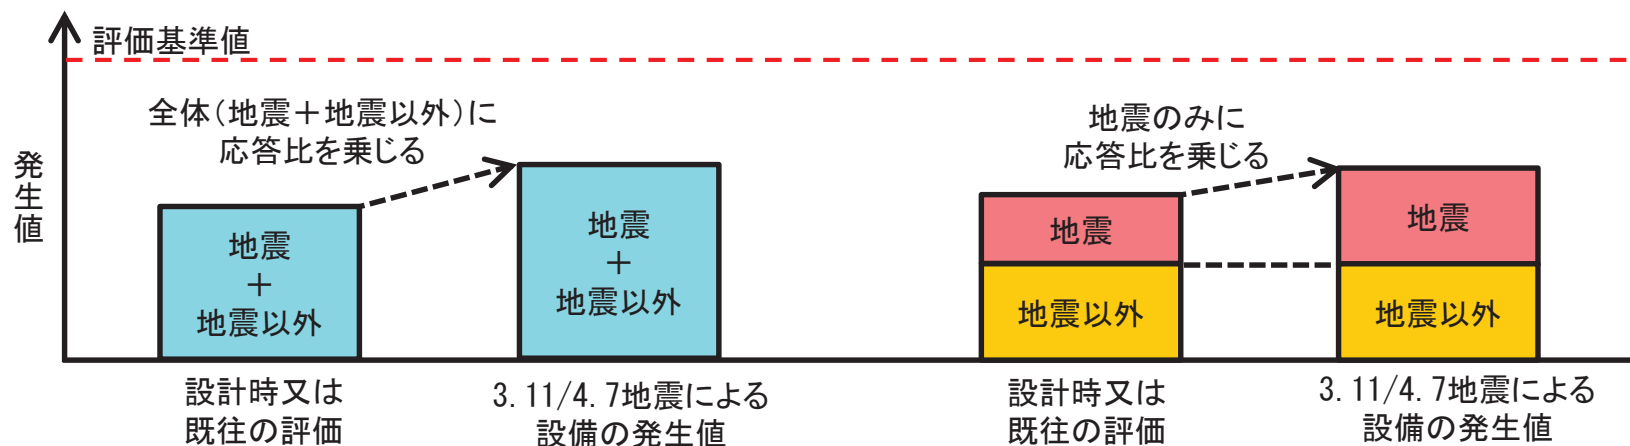 評価基準値
発生値
全体(地震＋地震以外)に
応答比を乗じる
地震
＋
地震以外
設計時又は
既往の評価
地震
＋
地震以外
3.11/4.7地震による
設備の発生値
地震のみに
応答比を乗じる
地震
地震以外
設計時又は
既往の評価
地震
地震以外
3.11/4.7地震による
設備の発生値